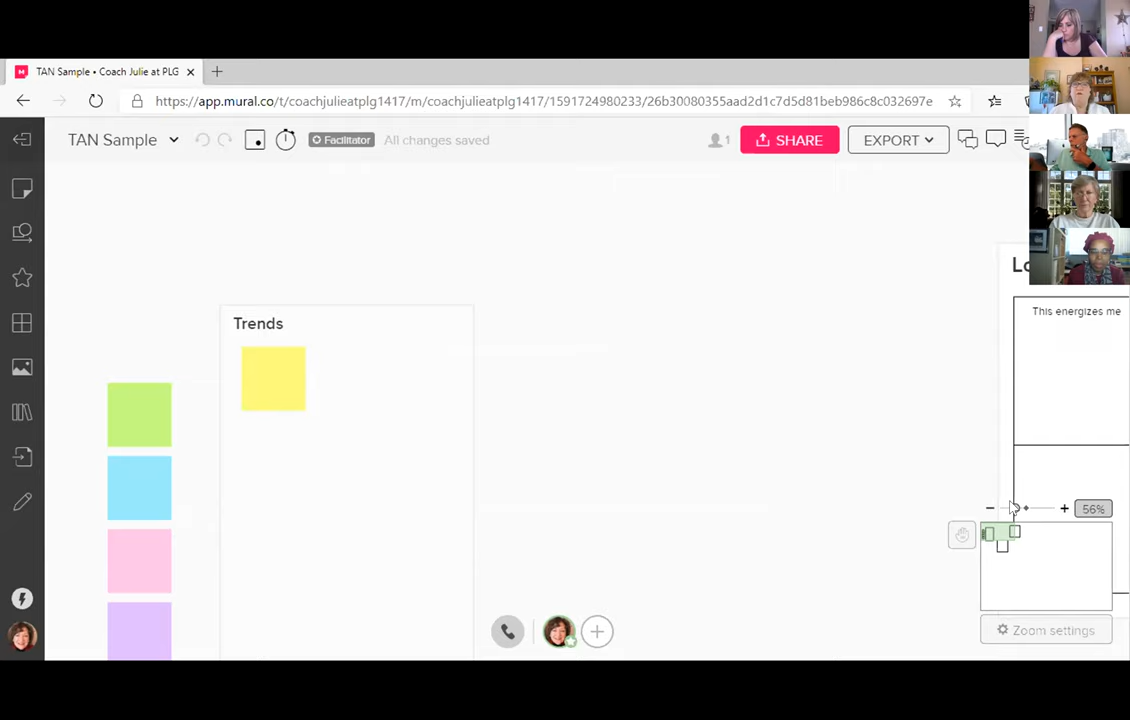 TAN Sample • Coach Julie at PLG
https://app.mural.co/t/coachjulieatplg1417/m/coachjulieatplg1417/1591724980233/26b30080355aad2d1c7d5d81beb986c8c032697e
TAN Sample
Facilitator
All changes saved
1
SHARE
EXPORT
Trends
This energizes me
56%
Zoom settings